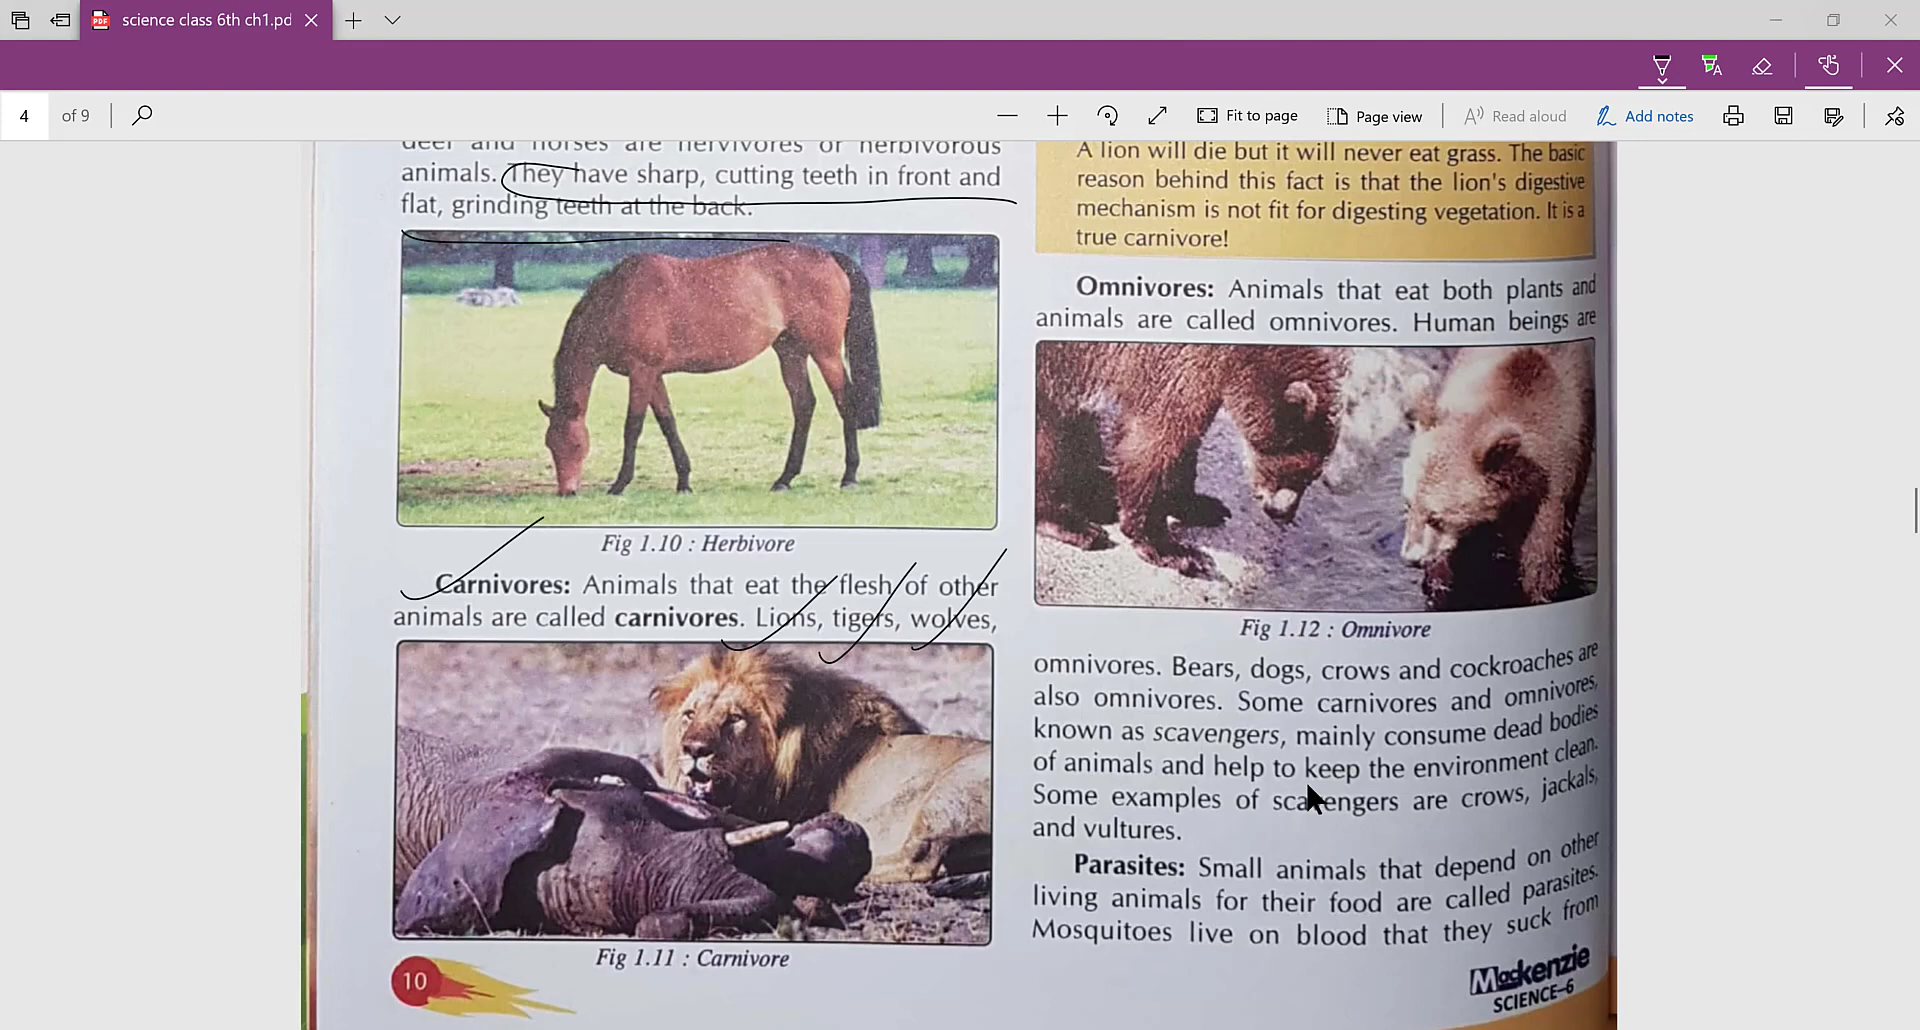 science class 6th ch1.pd
4 of 9
Fit to page
Page view
Read aloud
Add notes
deer and horses are hervivores or herbivorous
animals. They have sharp, cutting teeth in front and
flat, grinding teeth at the back.
Fig 1.10 : Herbivore
Carnivores: Animals that eat the flesh of other
animals are called carnivores. Lions, tigers, wolves,
Fig 1.11 : Carnivore
10
A lion will die but it will never eat grass. The basic
reason behind this fact is that the lion's digestive
mechanism is not fit for digesting vegetation. It is a
true carnivore!
Omnivores: Animals that eat both plants and
animals are called omnivores. Human beings are
Fig 1.12 : Omnivore
omnivores. Bears, dogs, crows and cockroaches are
also omnivores. Some carnivores and omnivores,
known as scavengers, mainly consume dead bodies
of animals and help to keep the environment clean.
Some examples of scavengers are crows, jackals,
and vultures.
Parasites: Small animals that depend on other
living animals for their food are called parasites.
Mosquitoes live on blood that they suck from
Mackenzie
SCIENCE–6